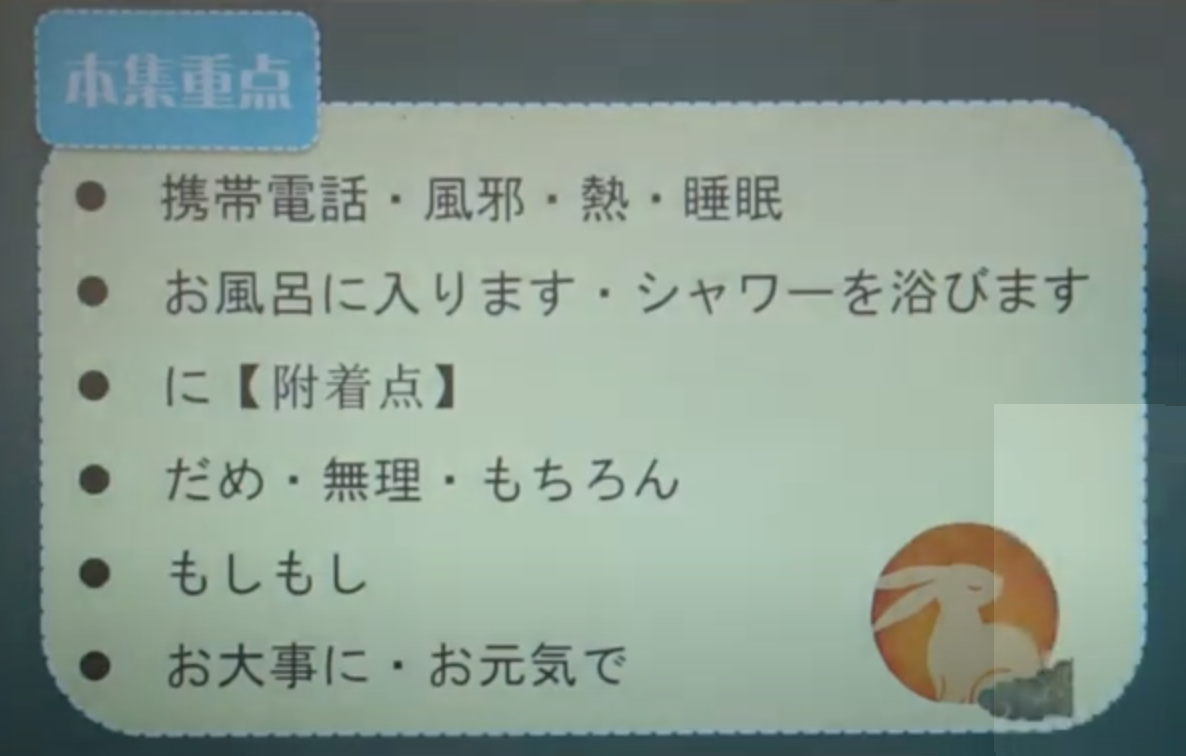 本集重点
● 携帯電話・風邪・熱・睡眠
● お風呂に入ります・シャワーを浴びます
● に【附着点】
● だめ・無理・もちろん
● もしもし
● お大事に・お元気で